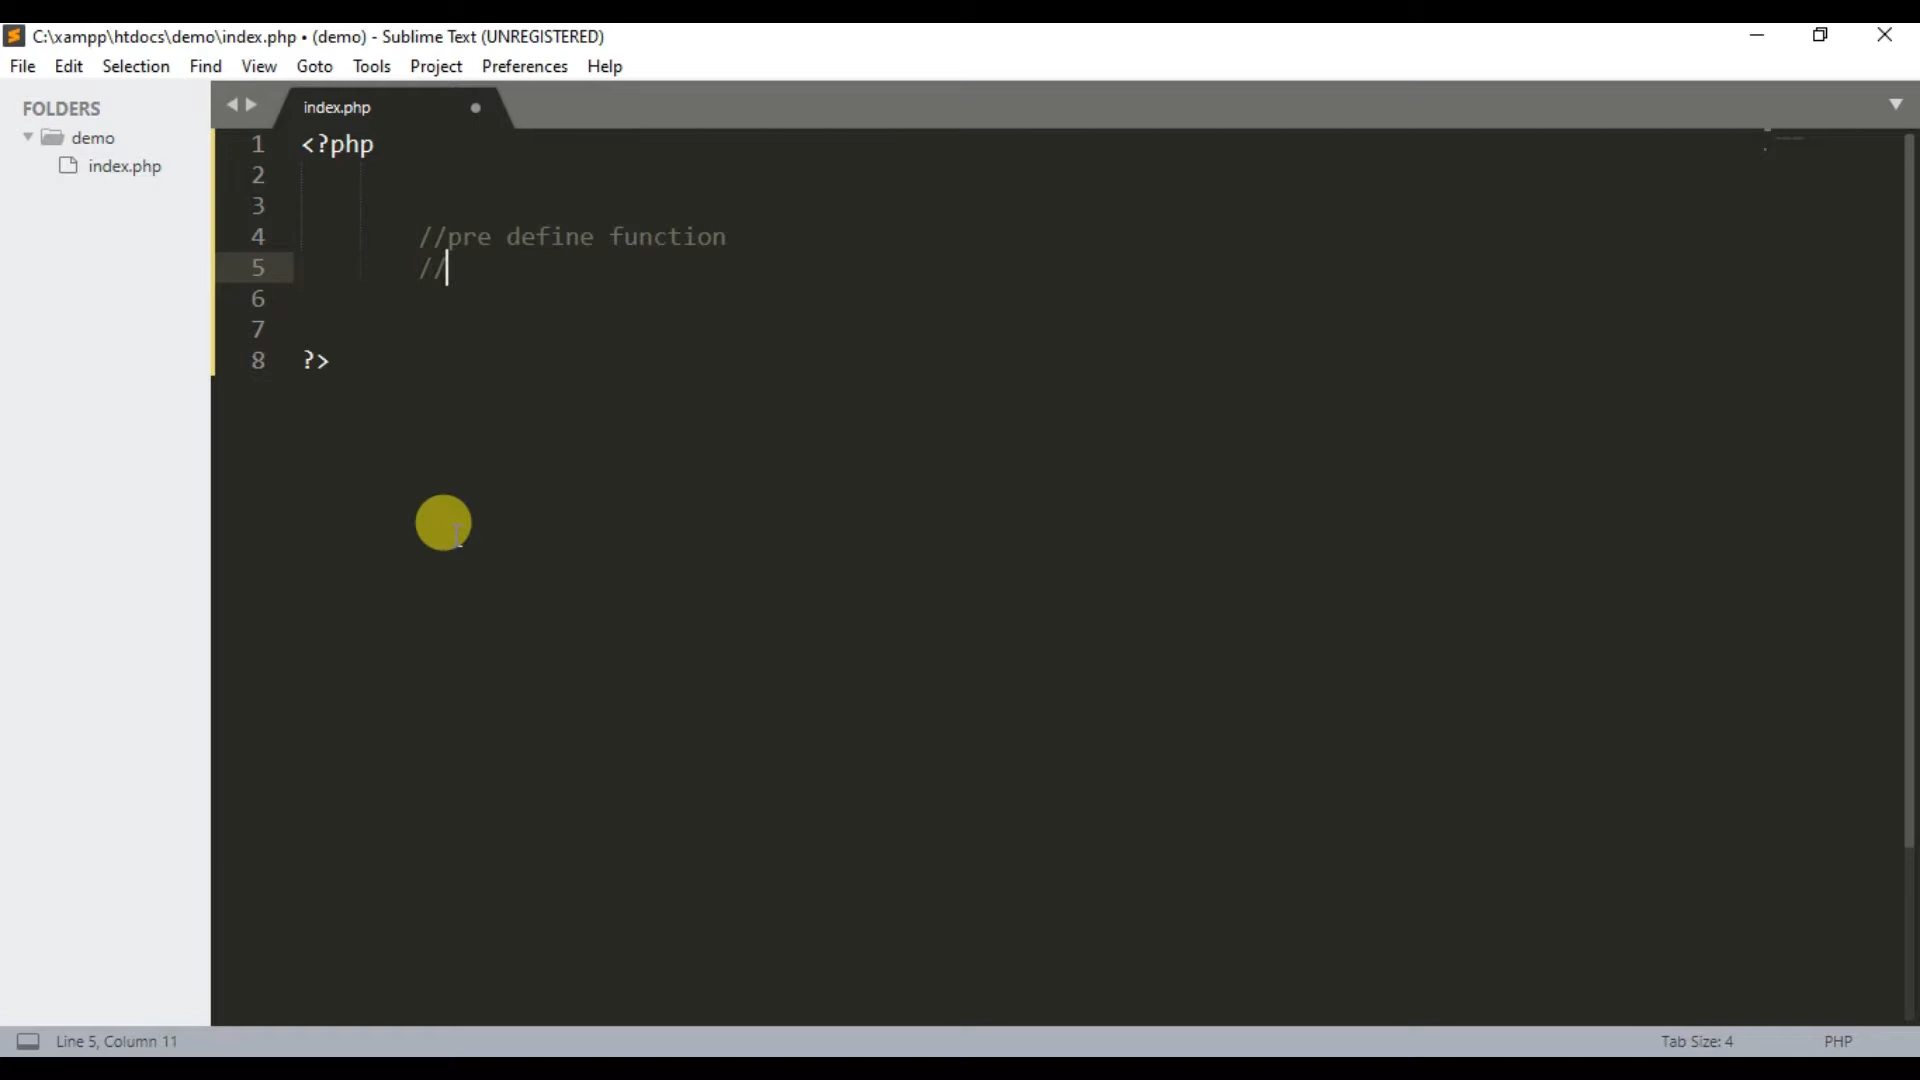 C:\xampp\htdocs\demo\index.php • (demo) - Sublime Text (UNREGISTERED)
File Edit Selection Find View Goto Tools Project Preferences Help
FOLDERS
demo
index.php
index.php
1 <?php
2
3
4 //pre define function
5 //
6
7
8 ?>
Line 5, Column 11
Tab Size: 4
PHP